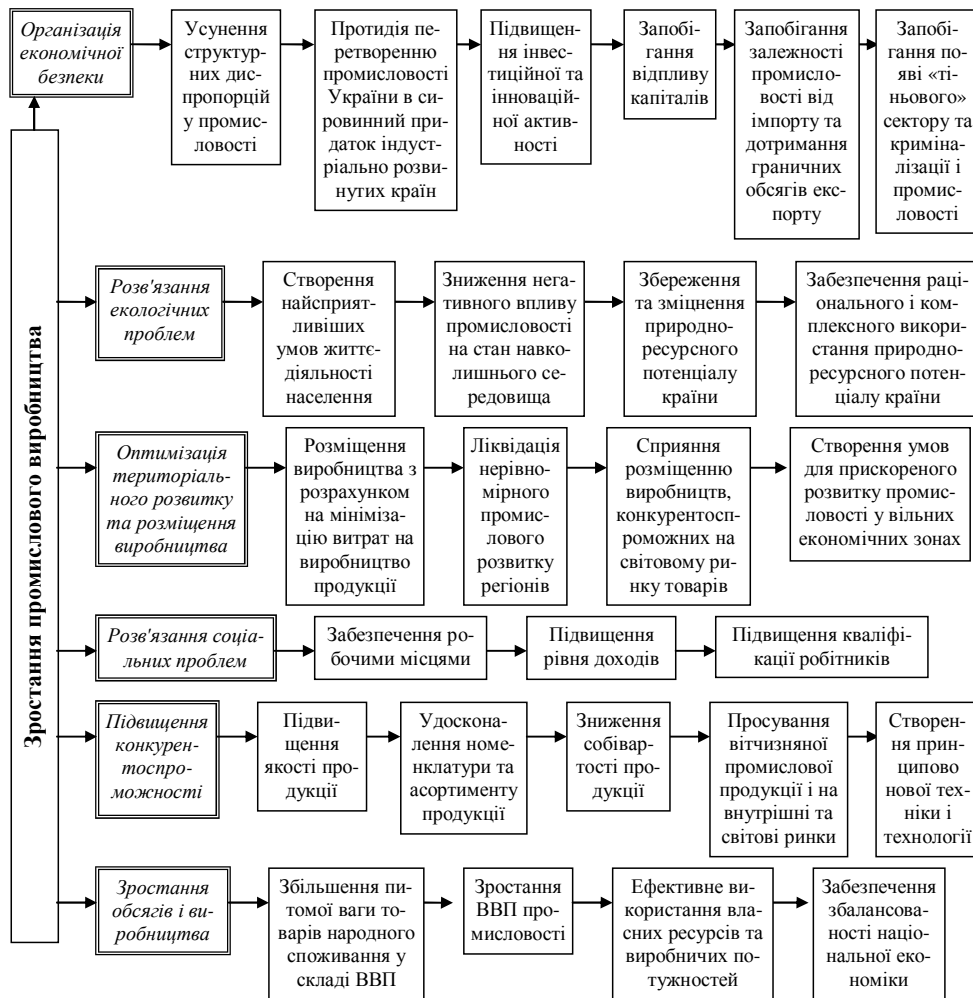 Зростання промислового виробництва
Організація
економічної
безпеки
Усунення
структур-
них дис-
пропорцій
у промис-
ловості
Протидія пе-
ретворенню
промисловості
України в си-
ровинний при-
даток індуст-
ріально розви-
нутих країн
Підвищен-
ня інвес-
тиційної та
інновацій-
ної актив-
ності
Запобі-
гання
відпливу
капіталів
Запобігання
залежності
промисло-
вості від
імпорту та
дотримання
граничних
обсягів екс-
порту
Запобі-
гання по-
яві «ті-
ньового»
сектору та
криміна-
лізації і
промис-
ловості
Розв'язання
екологічних
проблем
Створення
найсприят-
ливіших
умов життє-
діяльності
населення
Зниження нега-
тивного впливу
промисловості
на стан навко-
лишнього се-
редовища
Збереження
та зміцнення
природно-
ресурсного
потенціалу
країни
Забезпечення раці-
онального і ком-
плексного викорис-
тання природно-
ресурсного потен-
ціалу країни
Оптимізація
територіаль-
ного розвитку
та розміщення
виробництва
Розміщення
виробництва з
розрахунком
на мінімізa-
цію витрат на
виробництво
продукції
Ліквідація
нерівно-
мірного
промис-
лового
розвитку
регіонів
Сприяння
розміщенню
виробництв,
конкурентосп-
роможних на
світовому ри-
нку товарів
Створення умов
для прискореного
розвитку промис-
ловості у вільних
економічних зонах
Розв'язання соціа-
льних проблем
Забезпечення ро-
бочими місцями
Підвищення
рівня доходів
Підвищення кваліфі-
кації робітників
Підвищення
конкурен-
тоспро-
можності
Підви-
щення
якості про-
дукції
Удоскона-
лення номе-
нклатури та
асортименту
продукції
Зниження
собівар-
тості про-
дукції
Просування
вітчизняної
промислової
продукції і на
внутрішні та
світові ринки
Створен-
ня прин-
ципово
нової тех-
ніки і
технології
Зростання
обсягів і ви-
робництва
Збільшення пи-
томої ваги то-
варів народного
споживання у
складі ВВП
Зростання
ВВП про-
мисловості
Ефективне ви-
користання вла-
сних ресурсів та
виробничих по-
тужностей
Забезпечення
збалансова-
ності націо-
нальної еко-
номіки